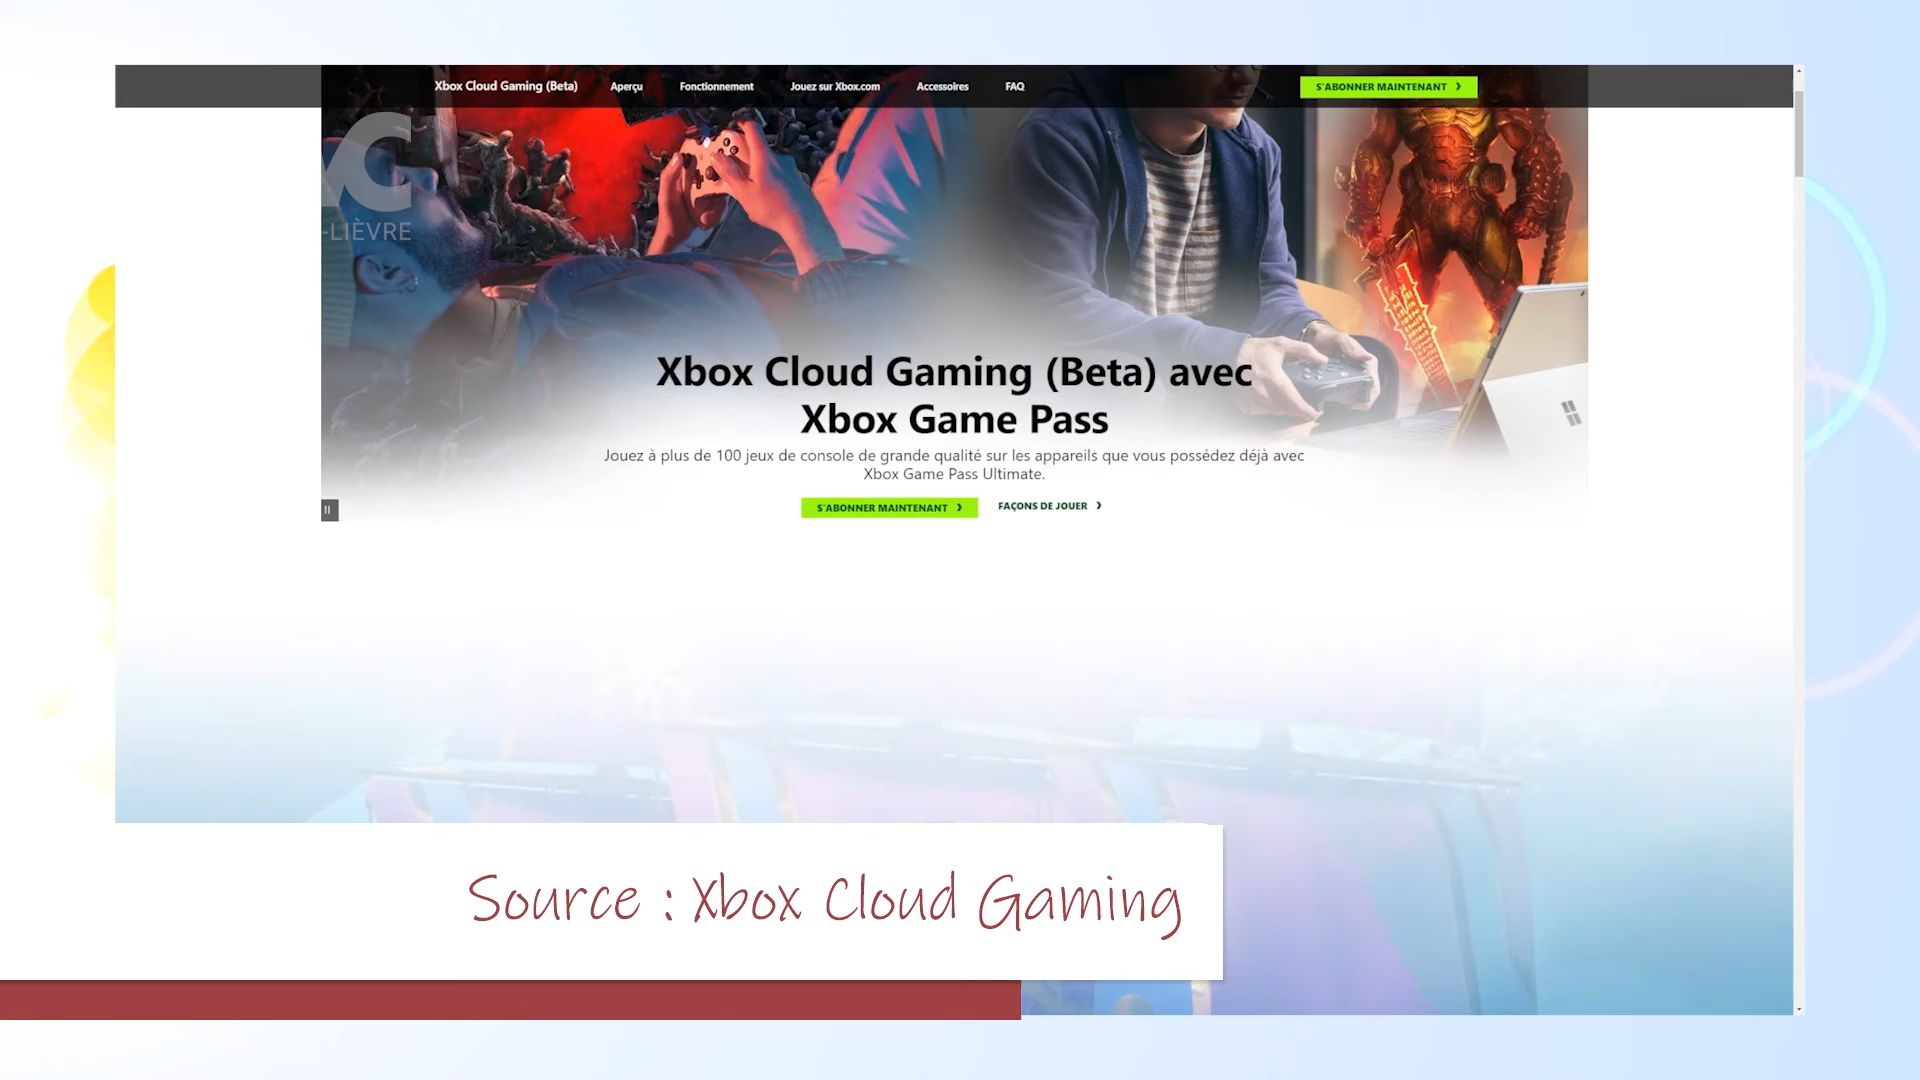 Xbox Cloud Gaming (Beta) Aperçu Fonctionnement Jouez sur Xbox.com Accessoires FAQ S'ABONNER MAINTENANT
C
-LIÈVRE
Xbox Cloud Gaming (Beta) avec
Xbox Game Pass
Jouez à plus de 100 jeux de console de grande qualité sur les appareils que vous possédez déjà avec
Xbox Game Pass Ultimate.
S'ABONNER MAINTENANT FAÇONS DE JOUER
Source : Xbox Cloud Gaming